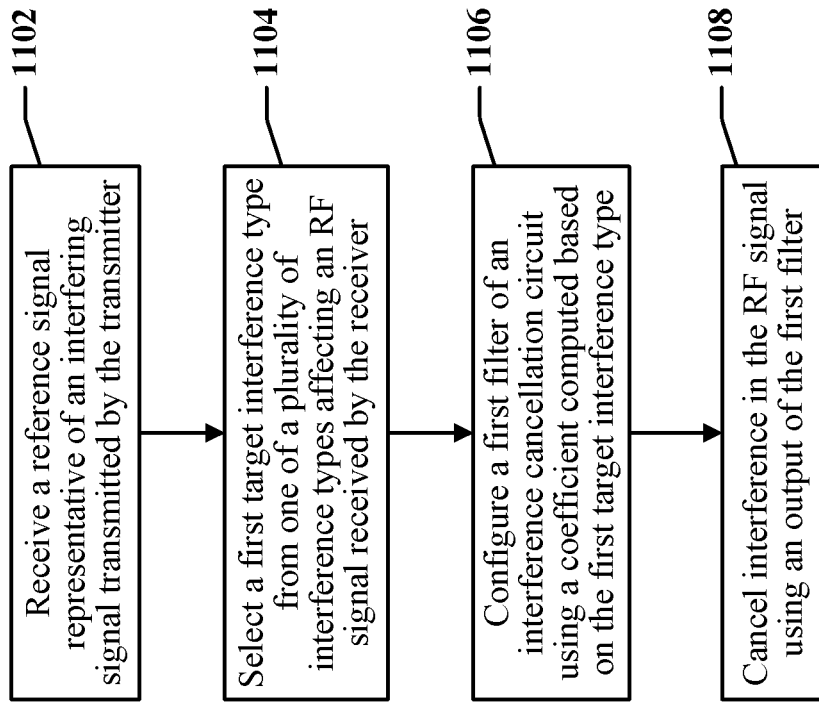 Receive a reference signal
representative of an interfering
signal transmitted by the transmitter
1102
Select a first target interference type
from one of a plurality of
interference types affecting an RF
signal received by the receiver
1104
Configure a first filter of an
interference cancellation circuit
using a coefficient computed based
on the first target interference type
1106
Cancel interference in the RF signal
using an output of the first filter
1108